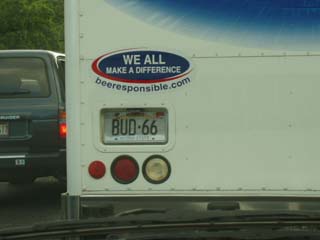 WE ALL
MAKE A DIFFERENCE
beeresponsible.com
BUD·66